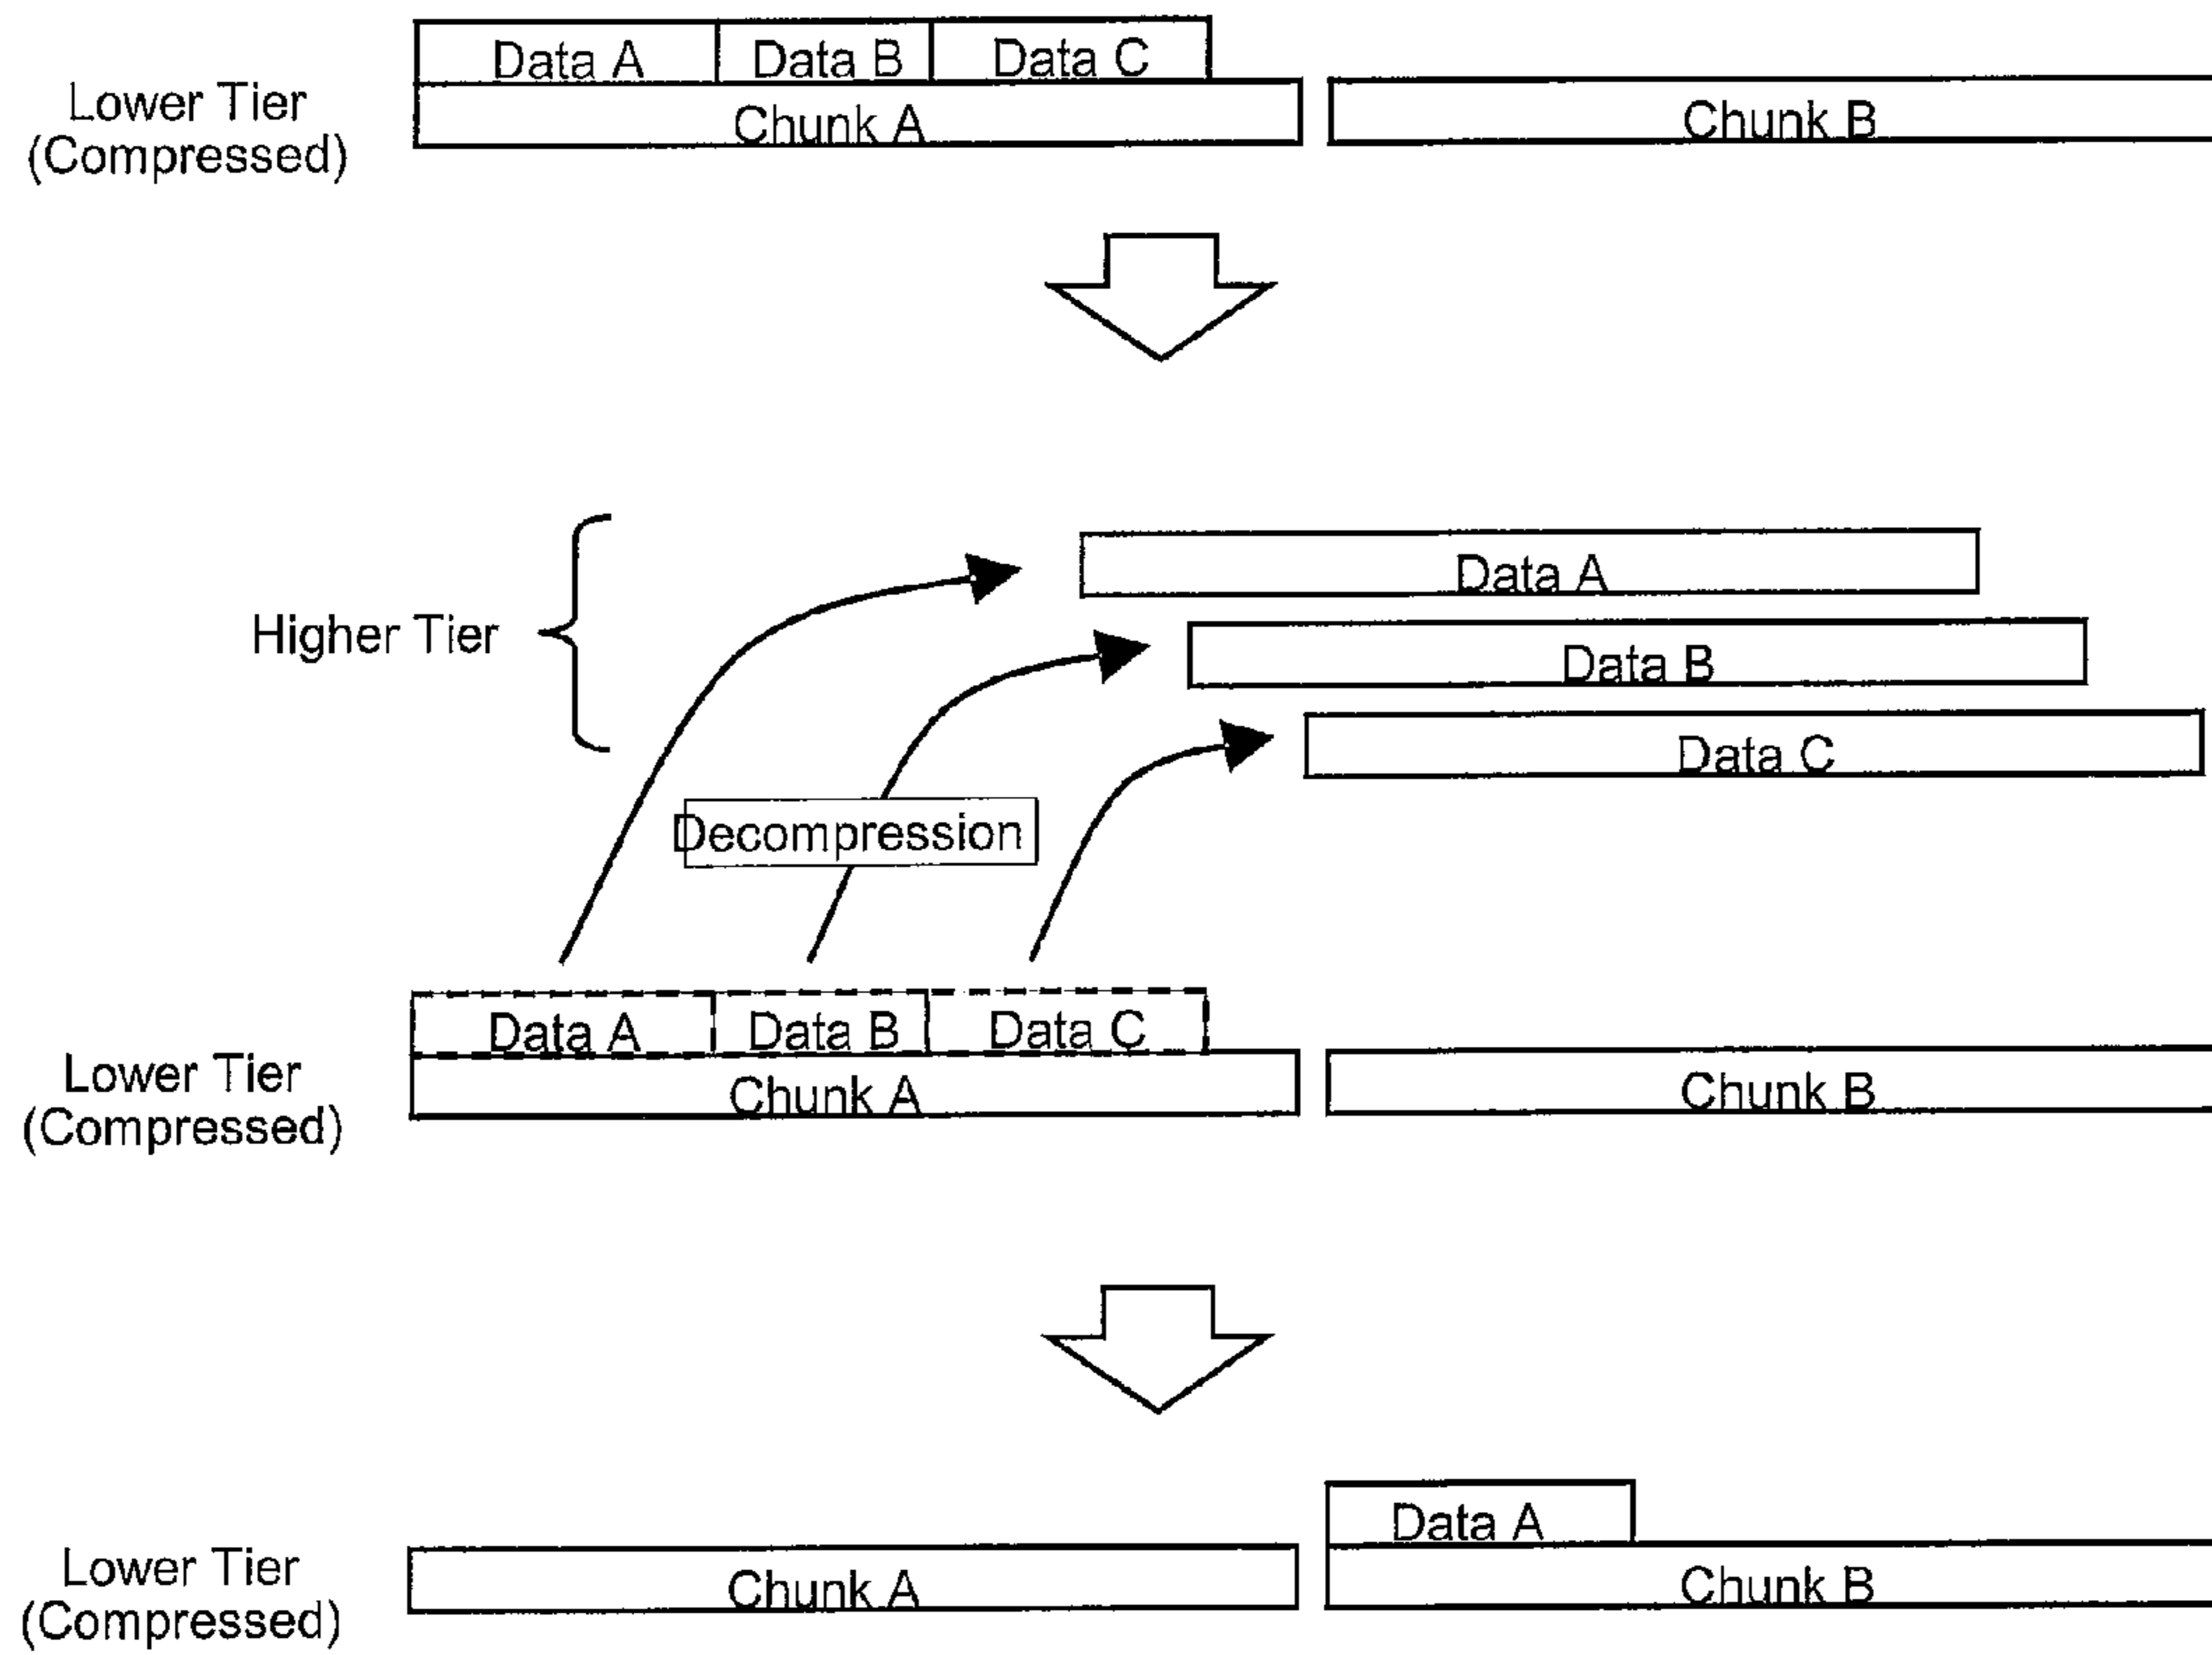 Data A
Data B
Data C
Lower Tier
(Compressed)
Chunk A
Chunk B
Data A
Higher Tier
Data B
Data C
Decompression
Data A
Data B
Data C
Lower Tier
(Compressed)
Chunk A
Chunk B
Data A
Lower Tier
(Compressed)
Chunk A
Chunk B